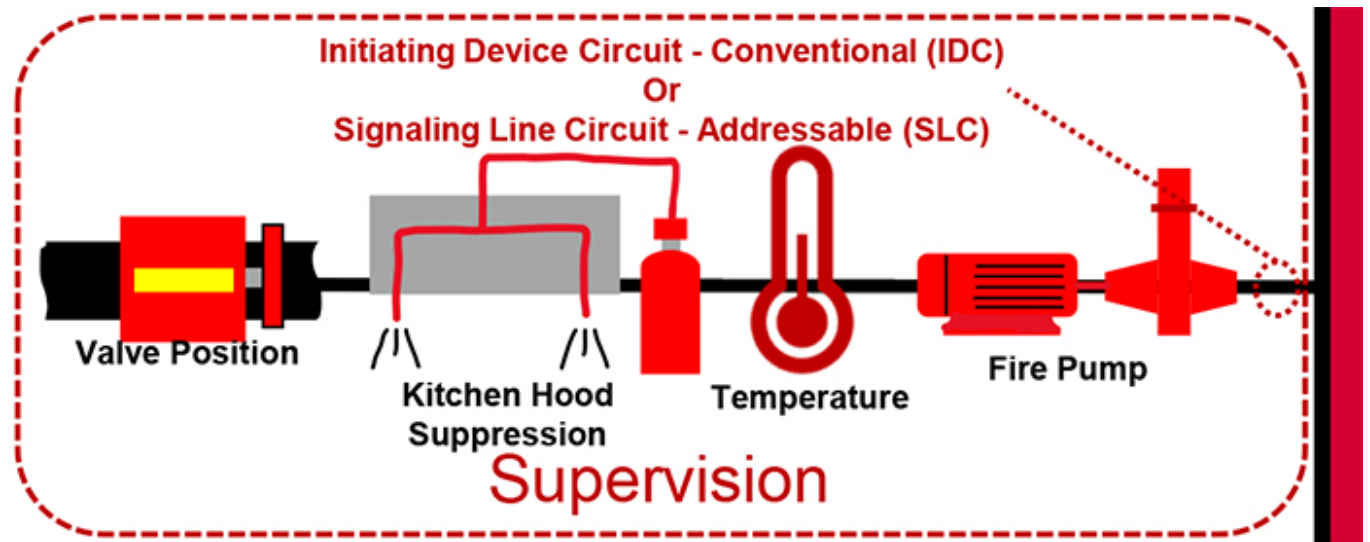 Initiating Device Circuit - Conventional (IDC)
Or
Signaling Line Circuit - Addressable (SLC)
Valve Position
Kitchen Hood
Suppression
Temperature
Fire Pump
Supervision